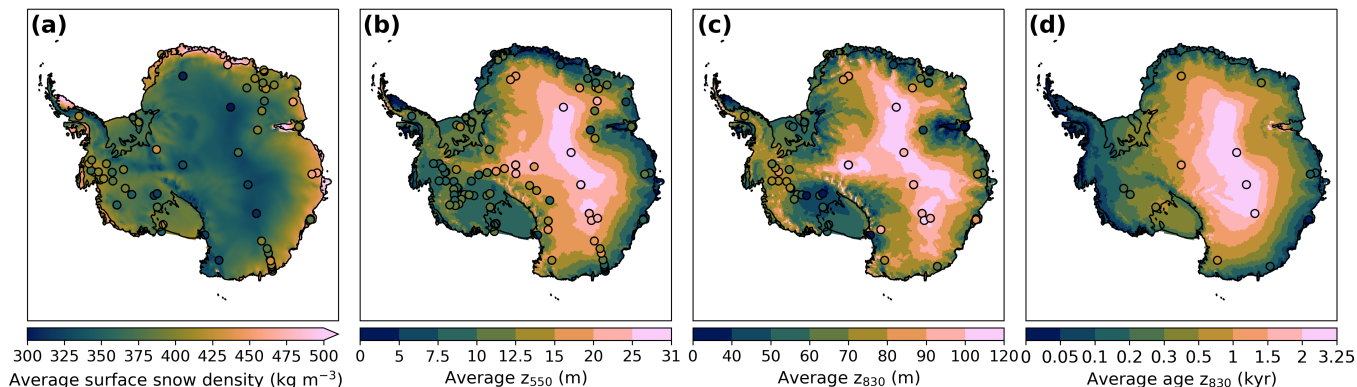 (a) (b) (c) (d)
300 325 350 375 400 425 450 475 500
Average surface snow density (kg m⁻³)
0 5 7.5 10 12.5 15 20 25 31
Average z₅₅₀ (m)
0 40 50 60 70 80 90 100 120
Average z₈₃₀ (m)
0 0.05 0.1 0.2 0.3 0.5 1 1.5 2 3.25
Average age z₈₃₀ (kyr)